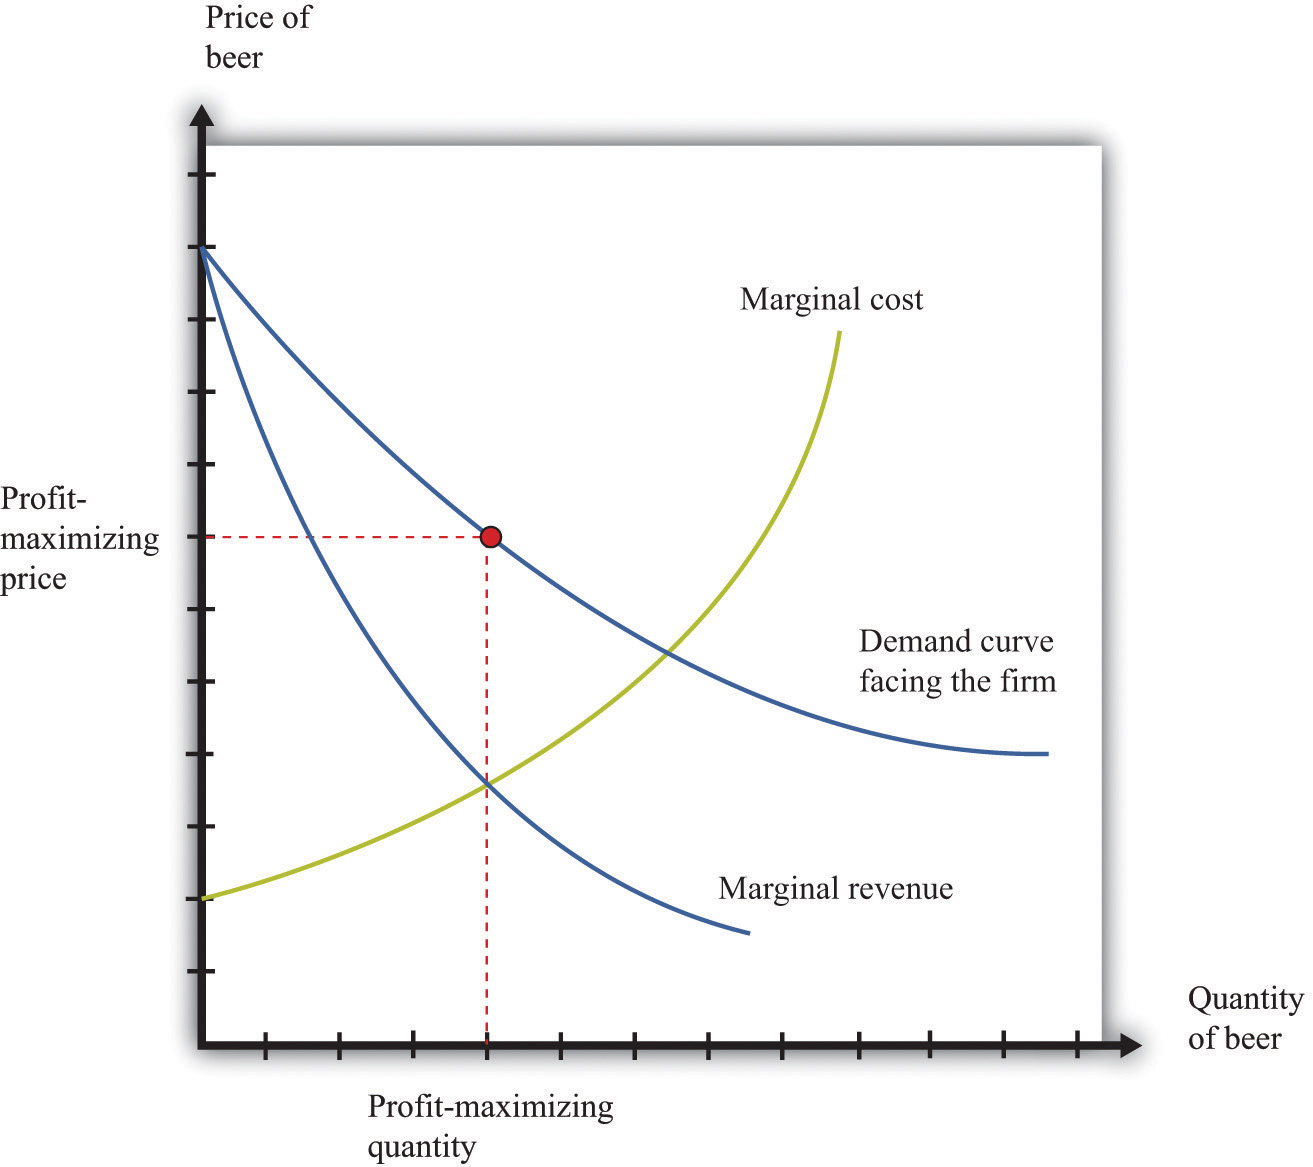 Price of
beer
Marginal cost
Profit-
maximizing
price
Demand curve
facing the firm
Marginal revenue
Quantity
of beer
Profit-maximizing
quantity